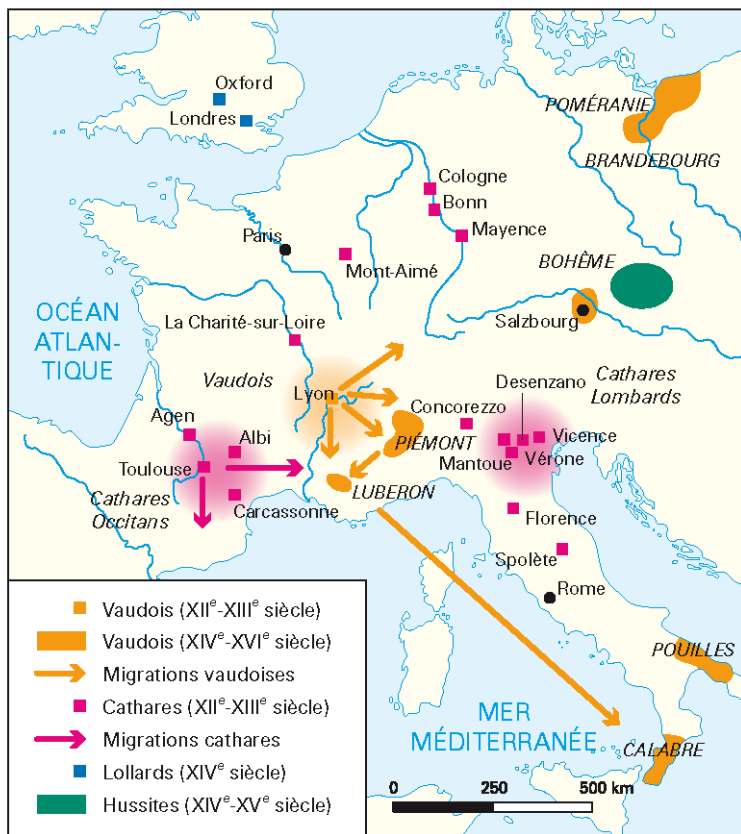 Oxford
Londres
POMÉRANIE
BRANDEBOURG
Cologne
Bonn
Mayence
Paris
Mont-Aimé
BOHÊME
OCÉAN
ATLAN-
TIQUE
Salzbourg
La Charité-sur-Loire
Vaudois
Lyon
Desenzano
Cathares
Lombards
Concorezzo
Agen
Albi
PIÉMONT
Vicence
Mantoue
Vérone
Toulouse
LUBERON
Cathares
Occitans
Carcassonne
Florence
Spolète
Rome
POUILLES
MER
MÉDITERRANÉE
CALABRE
0 250 500 km
Vaudois (XIIe-XIIIe siècle)
Vaudois (XIVe-XVIe siècle)
Migrations vaudoises
Cathares (XIIe-XIIIe siècle)
Migrations cathares
Lollards (XIVe siècle)
Hussites (XIVe-XVe siècle)